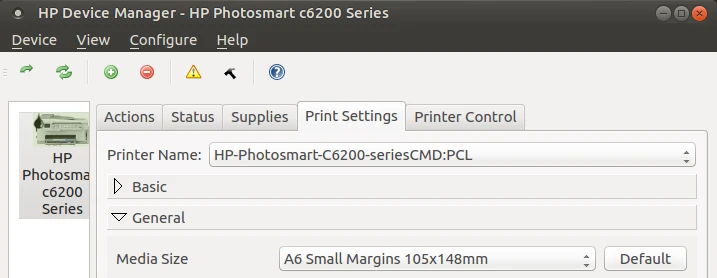 HP Device Manager - HP Photosmart c6200 Series
Device View Configure Help
Actions Status Supplies Print Settings Printer Control
HP
Photosma
c6200
Series
Printer Name: HP-Photosmart-C6200-seriesCMD:PCL
Basic
General
Media Size A6 Small Margins 105x148mm Default